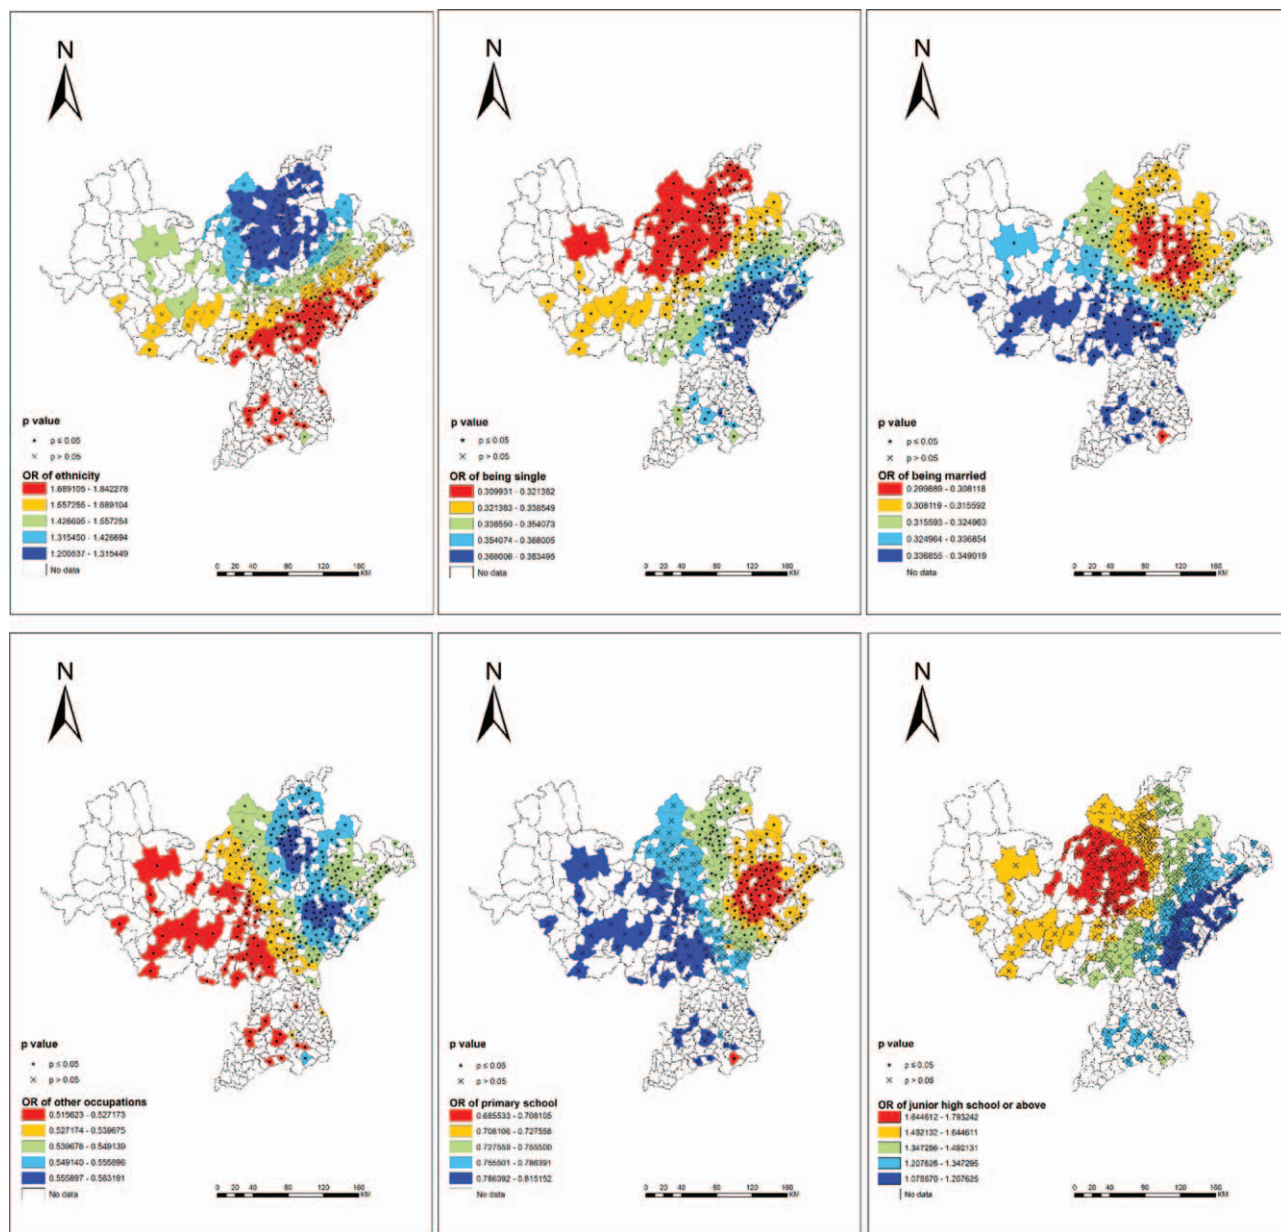 N
p value
p ≤ 0.05
p > 0.05
OR of ethnicity
1.689105 - 1.842278
1.557255 - 1.689104
1.426695 - 1.557254
1.315450 - 1.426694
1.200537 - 1.315449
No data
0 20 40 80 120 160
KM
N
p value
p ≤ 0.05
p > 0.05
OR of being single
0.309931 - 0.321382
0.321383 - 0.338549
0.338550 - 0.354073
0.354074 - 0.368005
0.368006 - 0.383495
No data
0 20 40 80 120 160
KM
N
p value
p ≤ 0.05
p > 0.05
OR of being married
0.299889 - 0.308118
0.308119 - 0.315592
0.315593 - 0.324963
0.324964 - 0.336854
0.336855 - 0.349019
No data
0 20 40 80 120 160
KM
N
p value
p ≤ 0.05
p > 0.05
OR of other occupations
0.515623 - 0.527173
0.527174 - 0.539675
0.539676 - 0.549139
0.549140 - 0.555896
0.555897 - 0.563191
No data
0 20 40 80 120 160
KM
N
p value
p ≤ 0.05
p > 0.05
OR of primary school
0.685533 - 0.708105
0.708106 - 0.727558
0.727559 - 0.755500
0.755501 - 0.786391
0.786392 - 0.815152
No data
0 20 40 80 120 160
KM
N
p value
p ≤ 0.05
p > 0.05
OR of junior high school or above
1.644612 - 1.793242
1.492132 - 1.644611
1.347296 - 1.492131
1.207626 - 1.347295
1.078670 - 1.207625
No data
0 20 40 80 120 160
KM